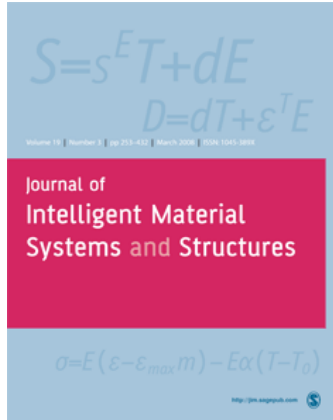 S=s^E T+dE
D=dT+ε^T E
Volume 19 | Number 3 | pp 253–432 | March 2008 | ISSN: 1045-389X
Journal of
Intelligent Material
Systems and Structures
σ=E(ε−ε_max m)−Eα(T−T_0)
http://jim.sagepub.com